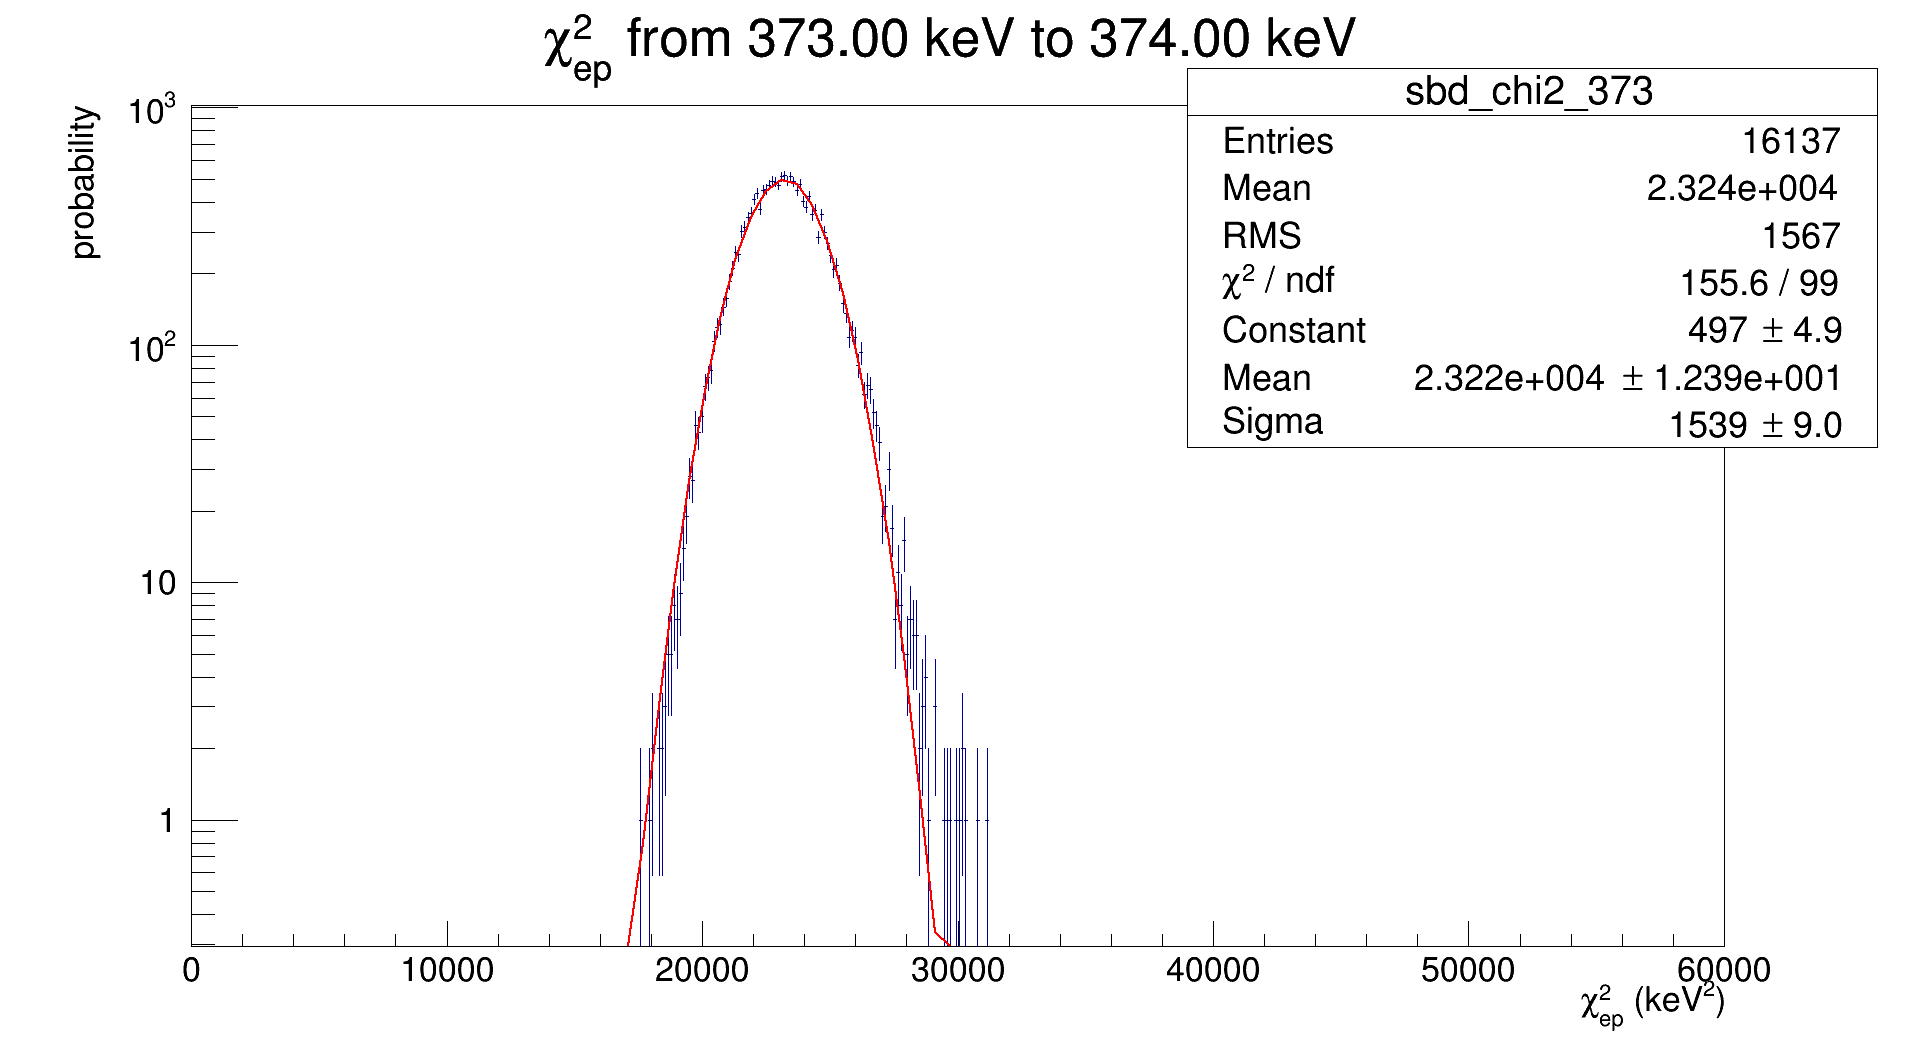 χ²ep from 373.00 keV to 374.00 keV
probability
10³
10²
10
1
sbd_chi2_373
Entries 16137
Mean 2.324e+004
RMS 1567
χ² / ndf 155.6 / 99
Constant 497 ± 4.9
Mean 2.322e+004 ± 1.239e+001
Sigma 1539 ± 9.0
0 10000 20000 30000 40000 50000 60000
χ²ep (keV²)